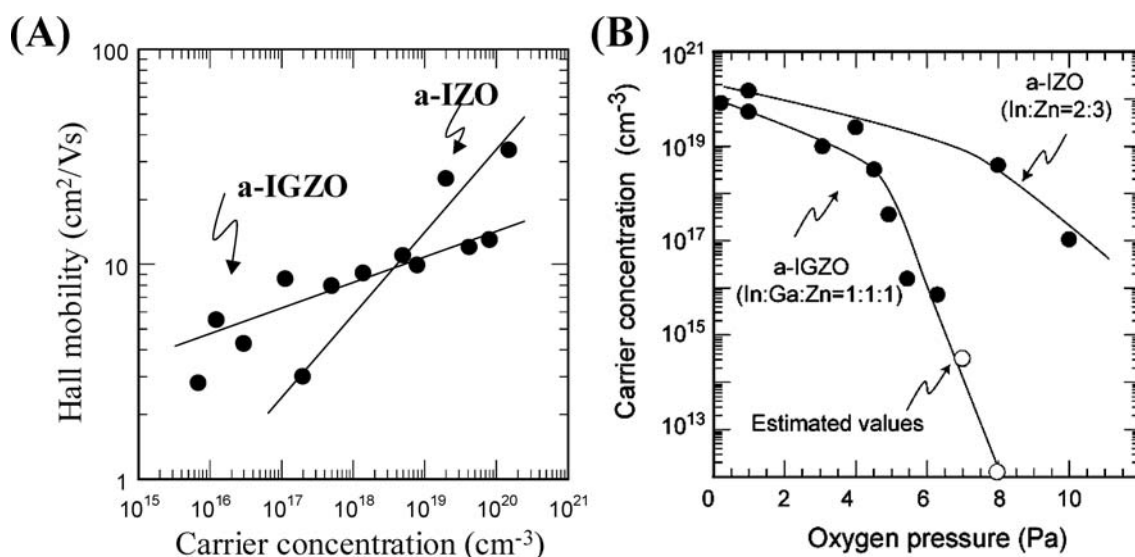 (A)
100
a-IZO
a-IGZO
Hall mobility (cm²/Vs)
10
1
10¹⁵ 10¹⁶ 10¹⁷ 10¹⁸ 10¹⁹ 10²⁰ 10²¹
Carrier concentration (cm⁻³)
(B)
10²¹
a-IZO
(In:Zn=2:3)
Carrier concentration (cm⁻³)
10¹⁹
10¹⁷
a-IGZO
(In:Ga:Zn=1:1:1)
10¹⁵
Estimated values
10¹³
0 2 4 6 8 10
Oxygen pressure (Pa)